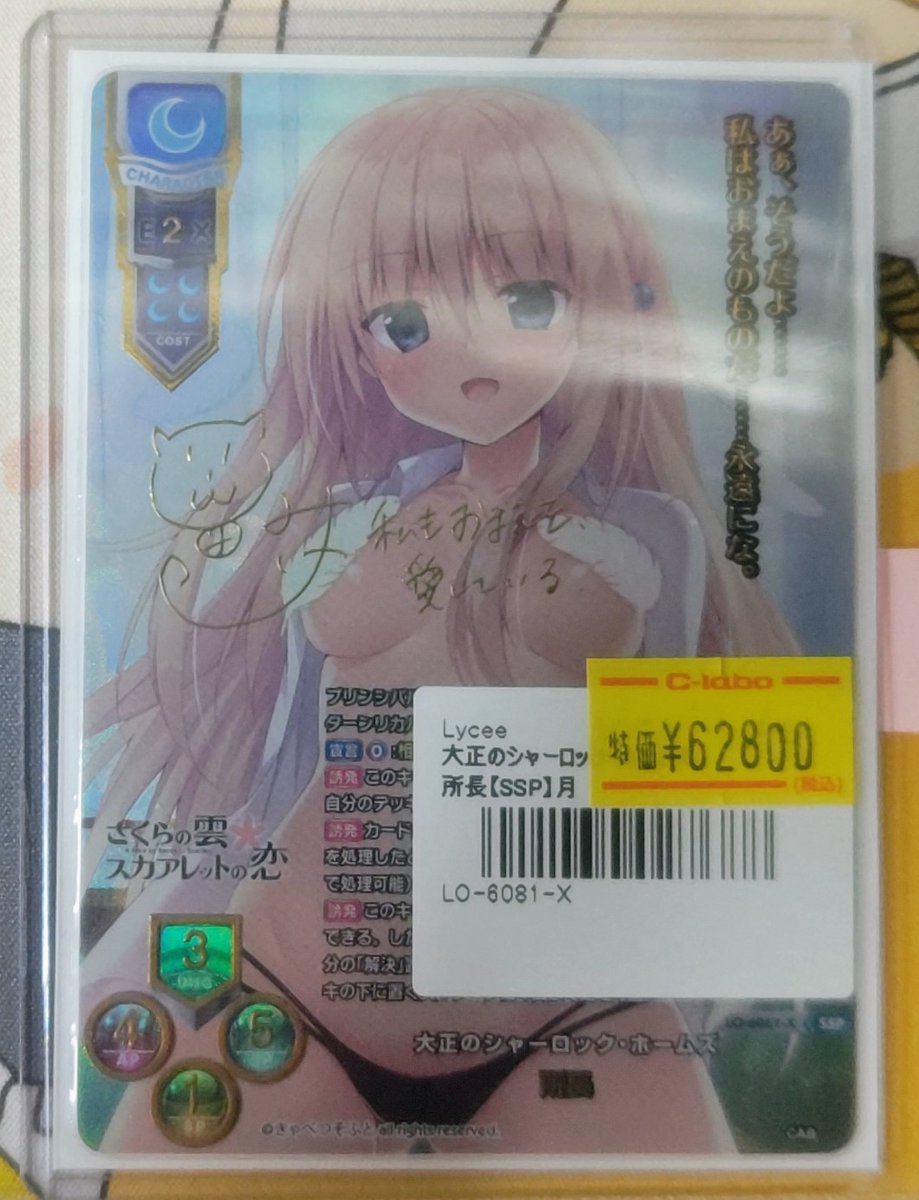 CHARACTER
E 2 X
COST
あぁ、そうだよ……
私はおまえのものだ……永遠にな。
私もおまえを、
愛している
プリンシパル
ターシリカル
宣言 0:相
誘発 このキ
自分のデッキ
誘発 カード
を処理したと
で処理可能)
誘発 このキ
できる。した
分の「解決」
キの下に置く
C-labo
特価¥62800
(税込)
Lycee
大正のシャーロッ
所長【SSP】月
LO-6081-X
さくらの雲
スカアレットの恋
3
DMG
4
AP
5
1
SP
LO-6081-X SSP
大正のシャーロック・ホームズ
所長
©きゃべつそふと all rights reserved.